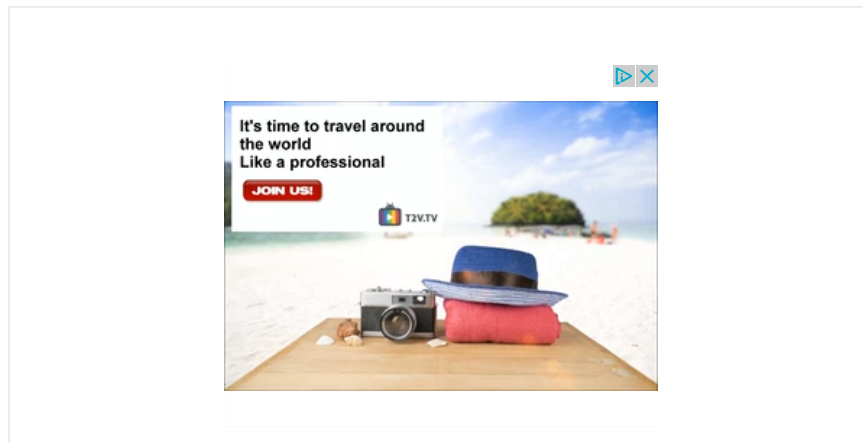 It's time to travel around
the world
Like a professional
JOIN US!
T2V.TV